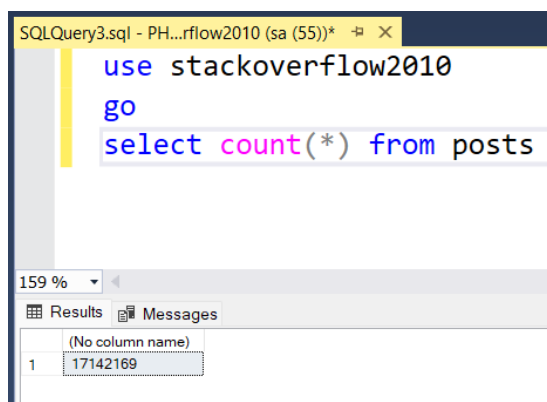 SQLQuery3.sql - PH...rflow2010 (sa (55))*
use stackoverflow2010
go
select count(*) from posts
159 %
Results Messages
(No column name)
1 17142169